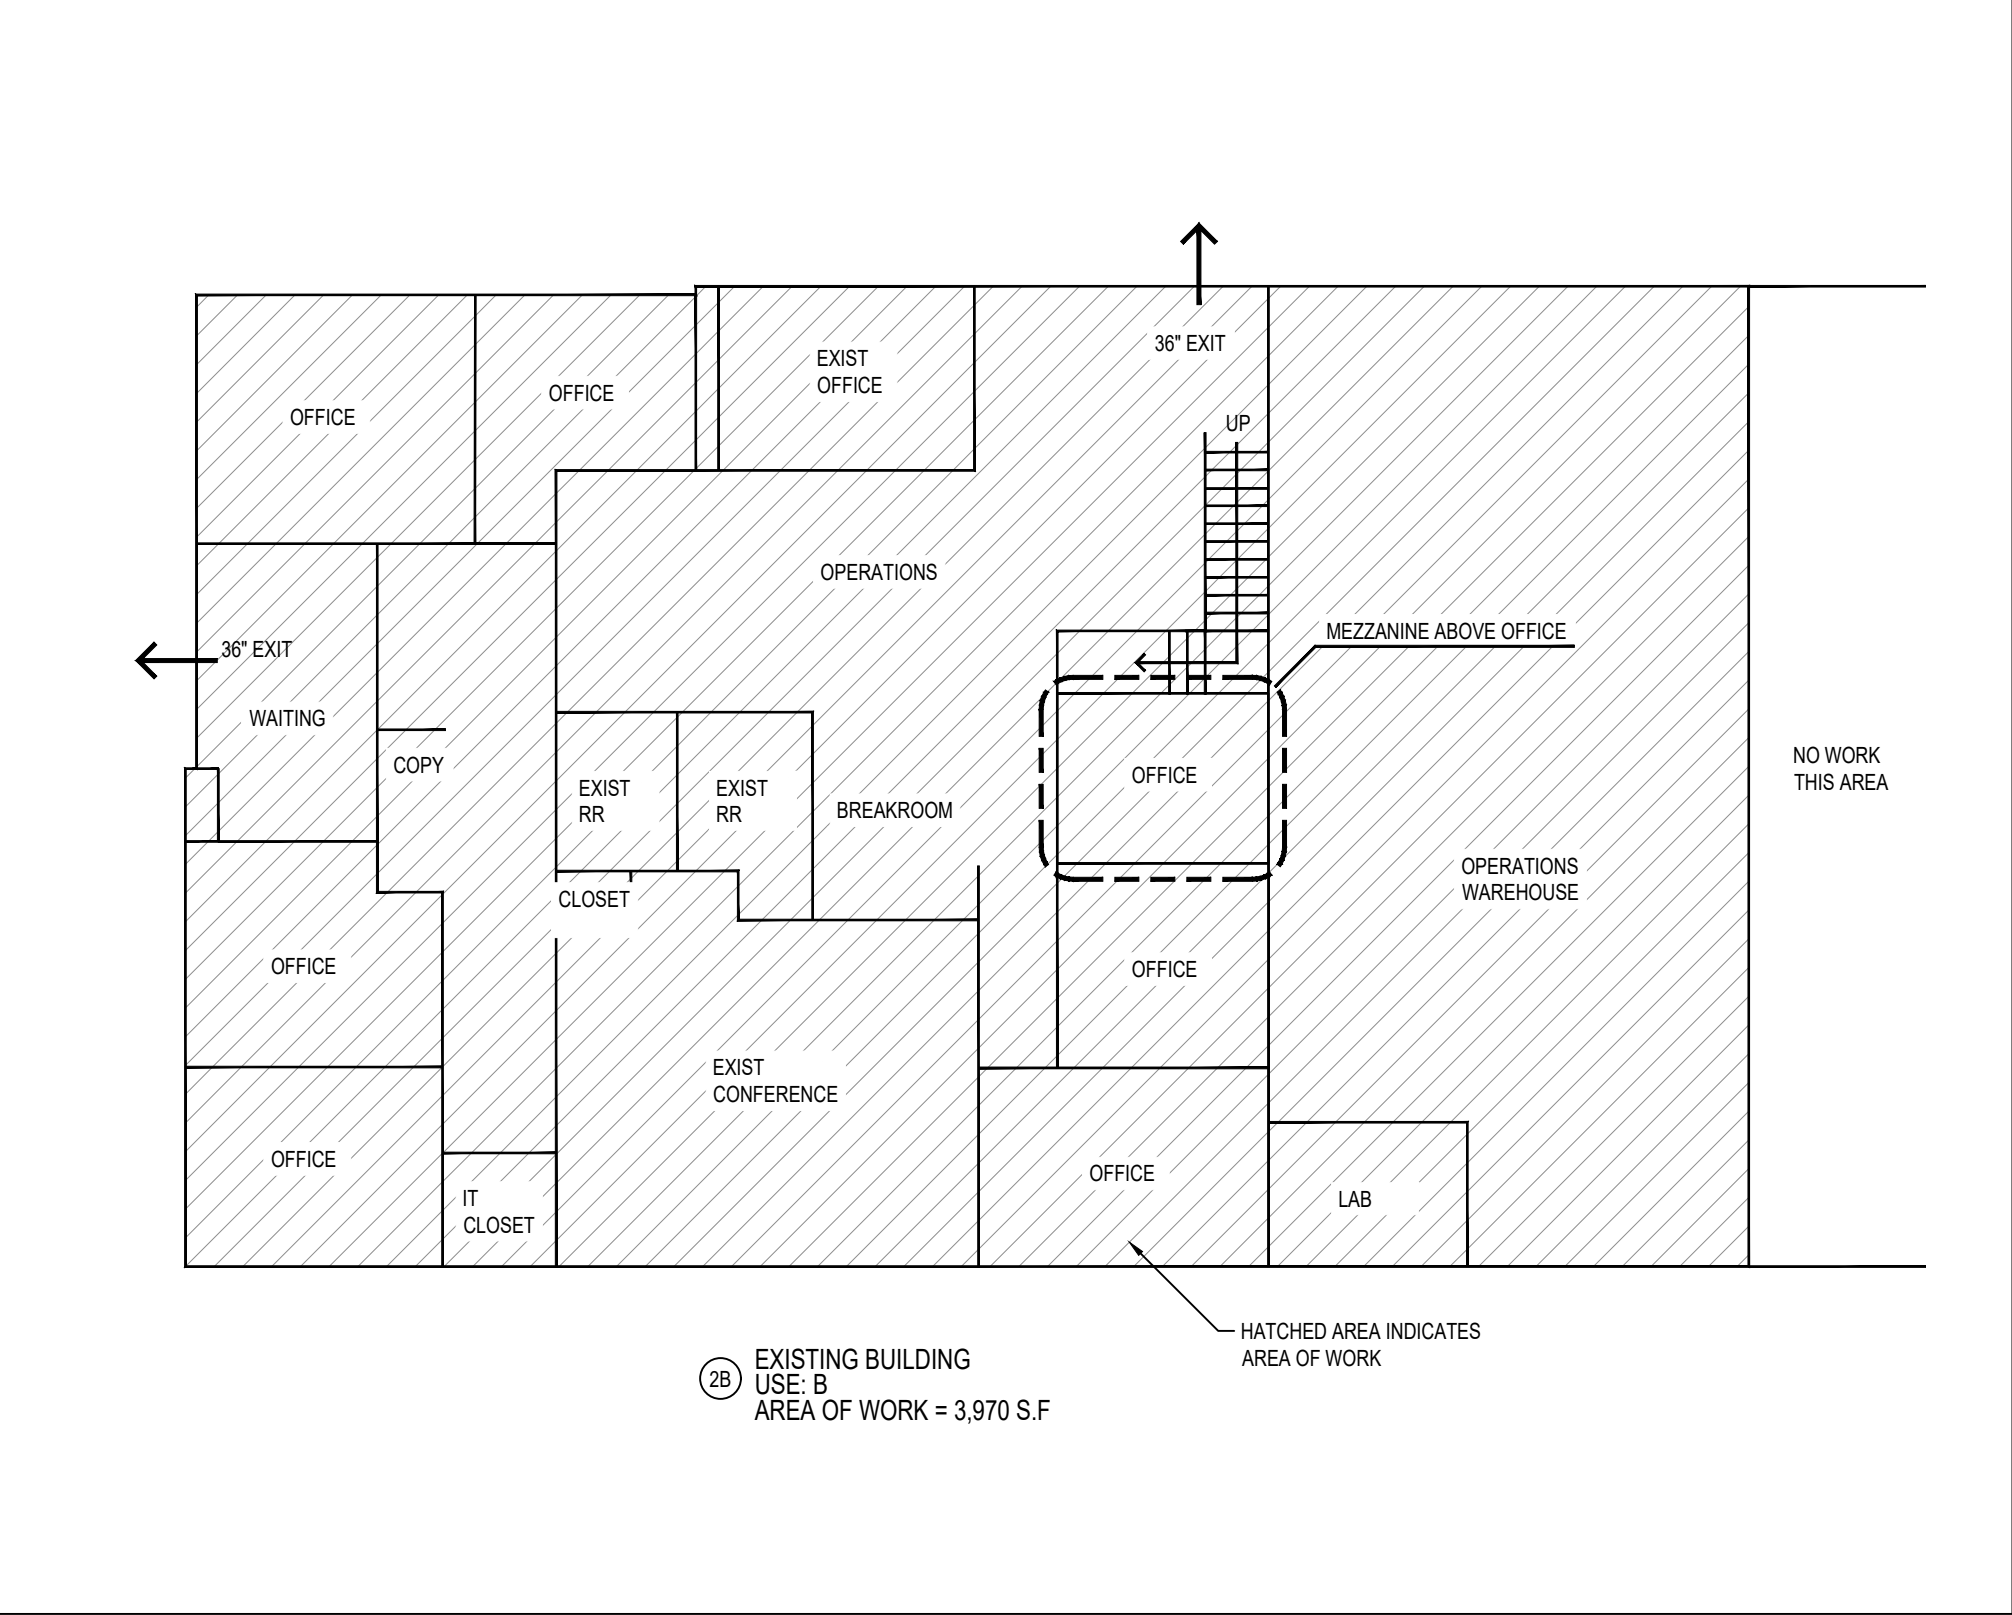 36" EXIT
EXIST
OFFICE
OFFICE
OFFICE
UP
OPERATIONS
MEZZANINE ABOVE OFFICE
36" EXIT
WAITING
COPY
EXIST
RR
EXIST
RR
BREAKROOM
OFFICE
NO WORK
THIS AREA
OPERATIONS
WAREHOUSE
CLOSET
OFFICE
OFFICE
EXIST
CONFERENCE
OFFICE
IT
CLOSET
OFFICE
LAB
HATCHED AREA INDICATES
AREA OF WORK
2B
EXISTING BUILDING
USE: B
AREA OF WORK = 3,970 S.F